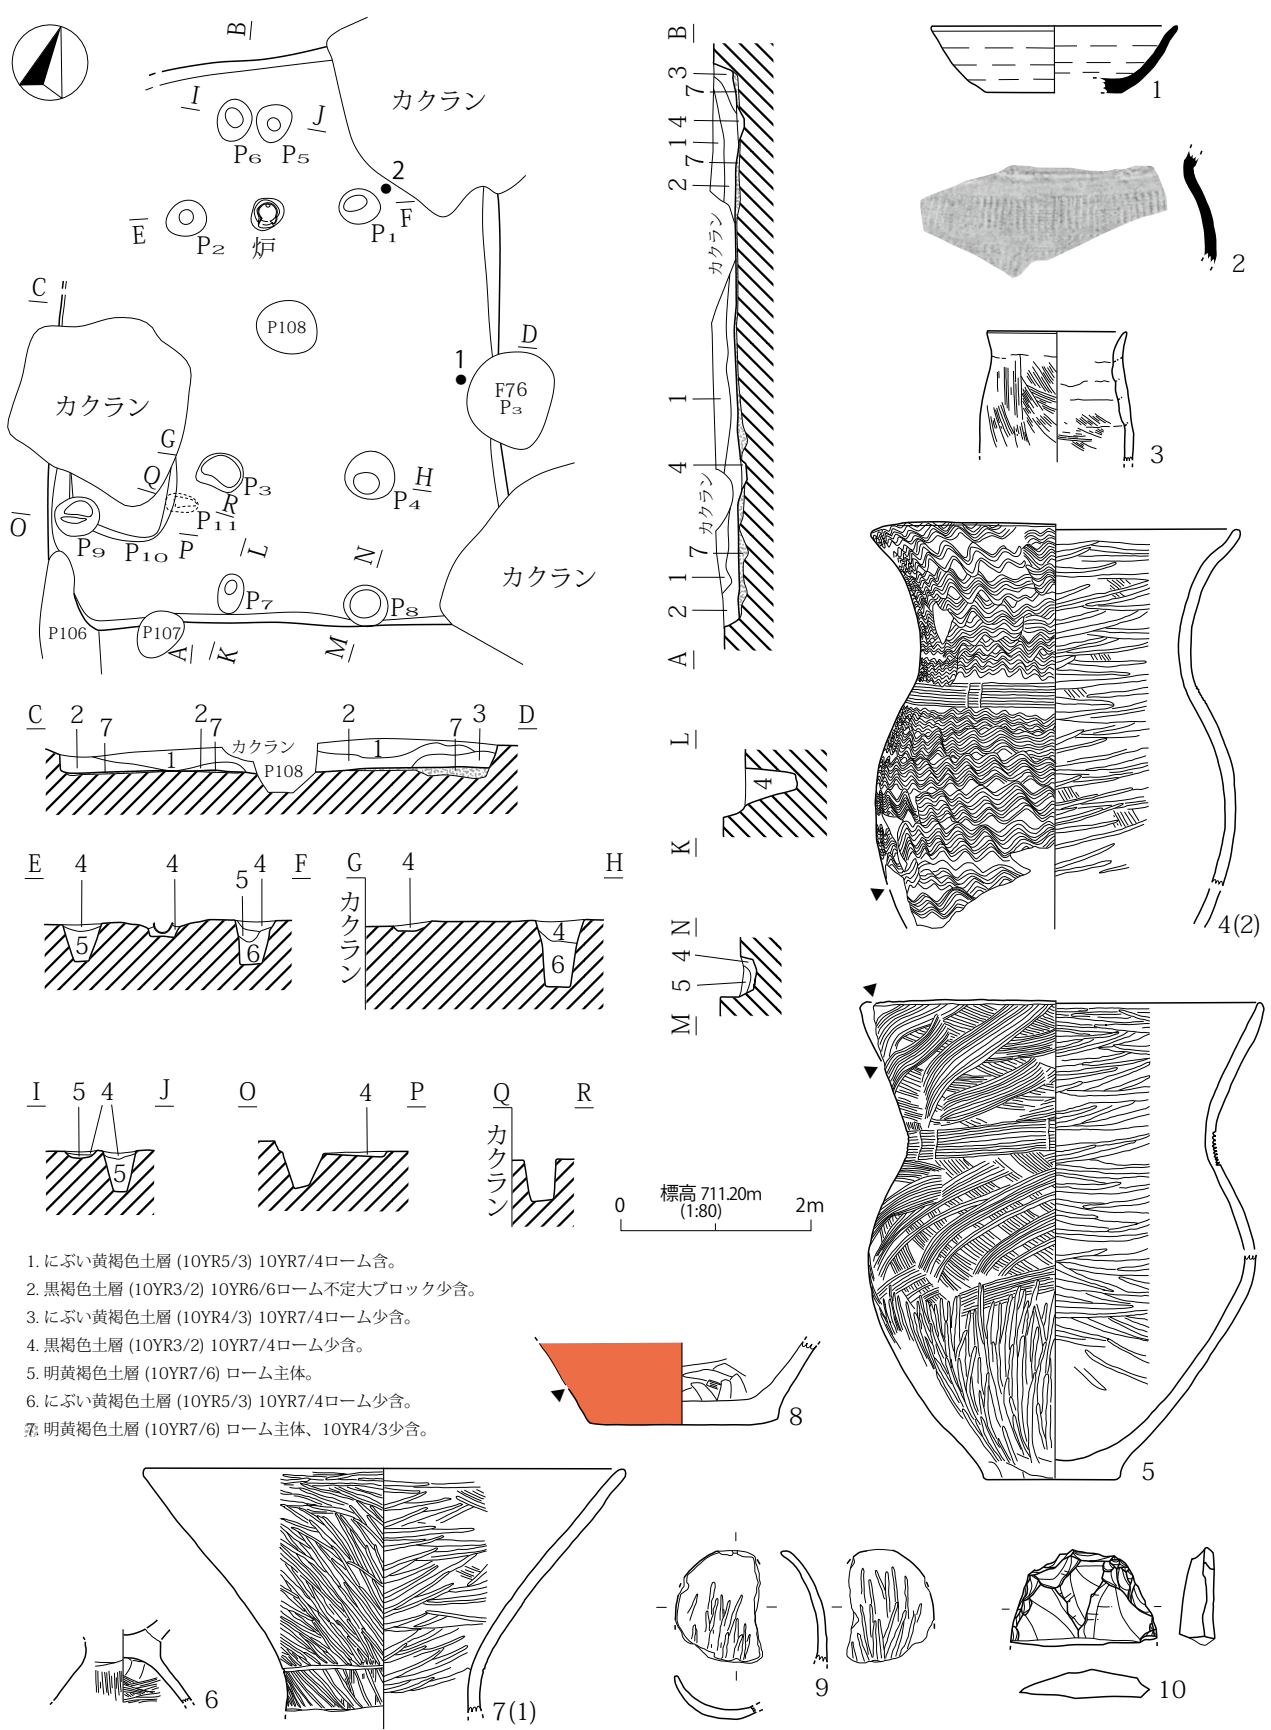 B
カクラン
I
J
P6
P5
2
E
P2
炉
P1
F
C
P108
D
1
F76
P3
カクラン
G
Q
P3
R
P4
H
O
P9
P10
P11
P
L
N
P7
P8
カクラン
P106
P107
A
K
M
B
3
7
4
1
7
2
カクラン
1
4
カクラン
7
1
2
A
C
2
7
1
2
7
カクラン
P108
2
1
7
3
D
L
4
K
E
4
5
4
5
4
6
F
G
カクラン
4
4
6
H
N
4
5
M
I
5
4
5
J
O
4
P
Q
カクラン
R
標高 711.20m
0
(1:80)
2m
1. にぶい黄褐色土層 (10YR5/3) 10YR7/4ローム含。
2. 黒褐色土層 (10YR3/2) 10YR6/6ローム不定大ブロック少含。
3. にぶい黄褐色土層 (10YR4/3) 10YR7/4ローム少含。
4. 黒褐色土層 (10YR3/2) 10YR7/4ローム少含。
5. 明黄褐色土層 (10YR7/6) ローム主体。
6. にぶい黄褐色土層 (10YR5/3) 10YR7/4ローム少含。
7. 明黄褐色土層 (10YR7/6) ローム主体、10YR4/3少含。
1
2
3
4(2)
5
8
6
7(1)
9
10